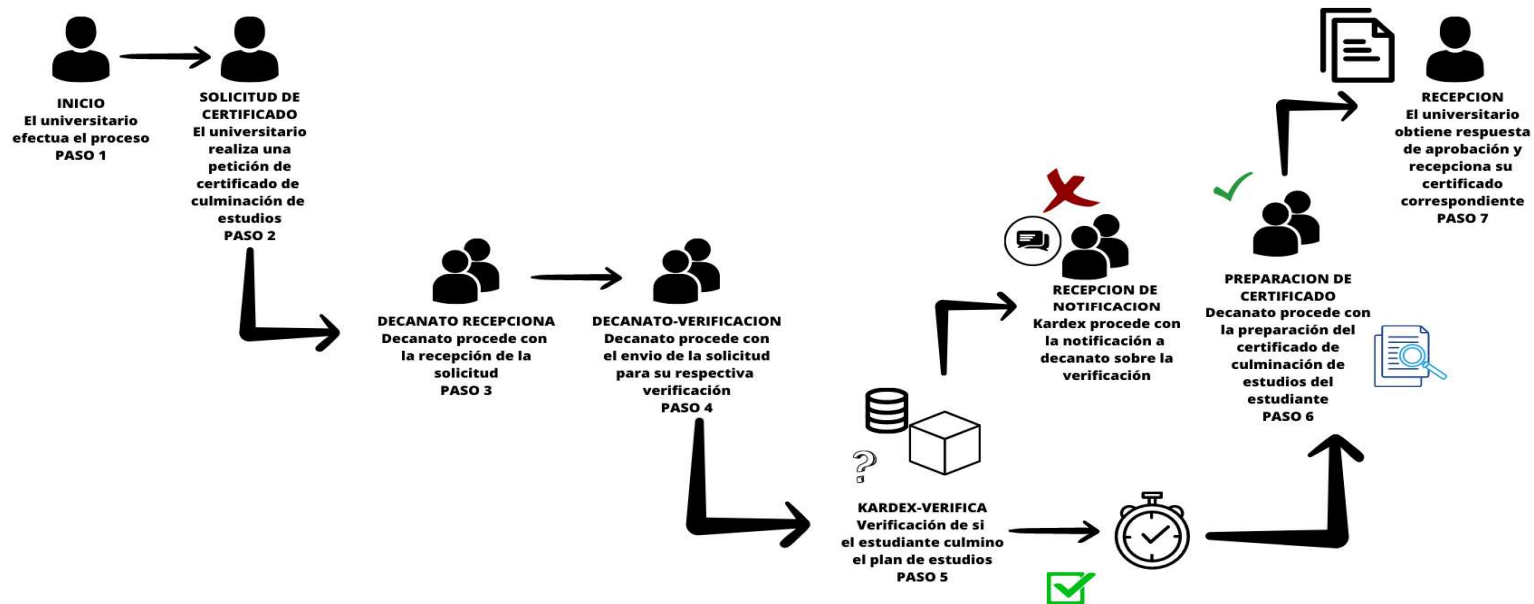 INICIO
El universitario
efectua el proceso
PASO 1
SOLICITUD DE
CERTIFICADO
El universitario
realiza una
petición de
certificado de
culminación de
estudios
PASO 2
DECANATO RECEPCIONA
Decanato procede con
la recepción de la
solicitud
PASO 3
DECANATO-VERIFICACION
Decanato procede con
el envio de la solicitud
para su respectiva
verificación
PASO 4
?
KARDEX-VERIFICA
Verificación de si
el estudiante culmino
el plan de estudios
PASO 5
RECEPCION DE
NOTIFICACION
Kardex procede con
la notificación a
decanato sobre la
verificación
PREPARACION DE
CERTIFICADO
Decanato procede con
la preparación del
certificado de
culminación de
estudios del
estudiante
PASO 6
RECEPCION
El universitario
obtiene respuesta
de aprobación y
recepciona su
certificado
correspondiente
PASO 7